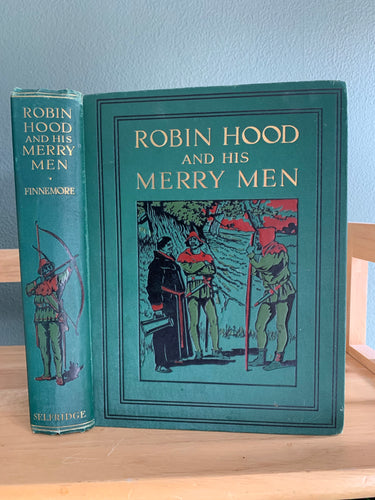 ROBIN
HOOD
AND HIS
MERRY
MEN
FINNEMORE
SELFRIDGE
ROBIN HOOD
AND HIS
MERRY MEN